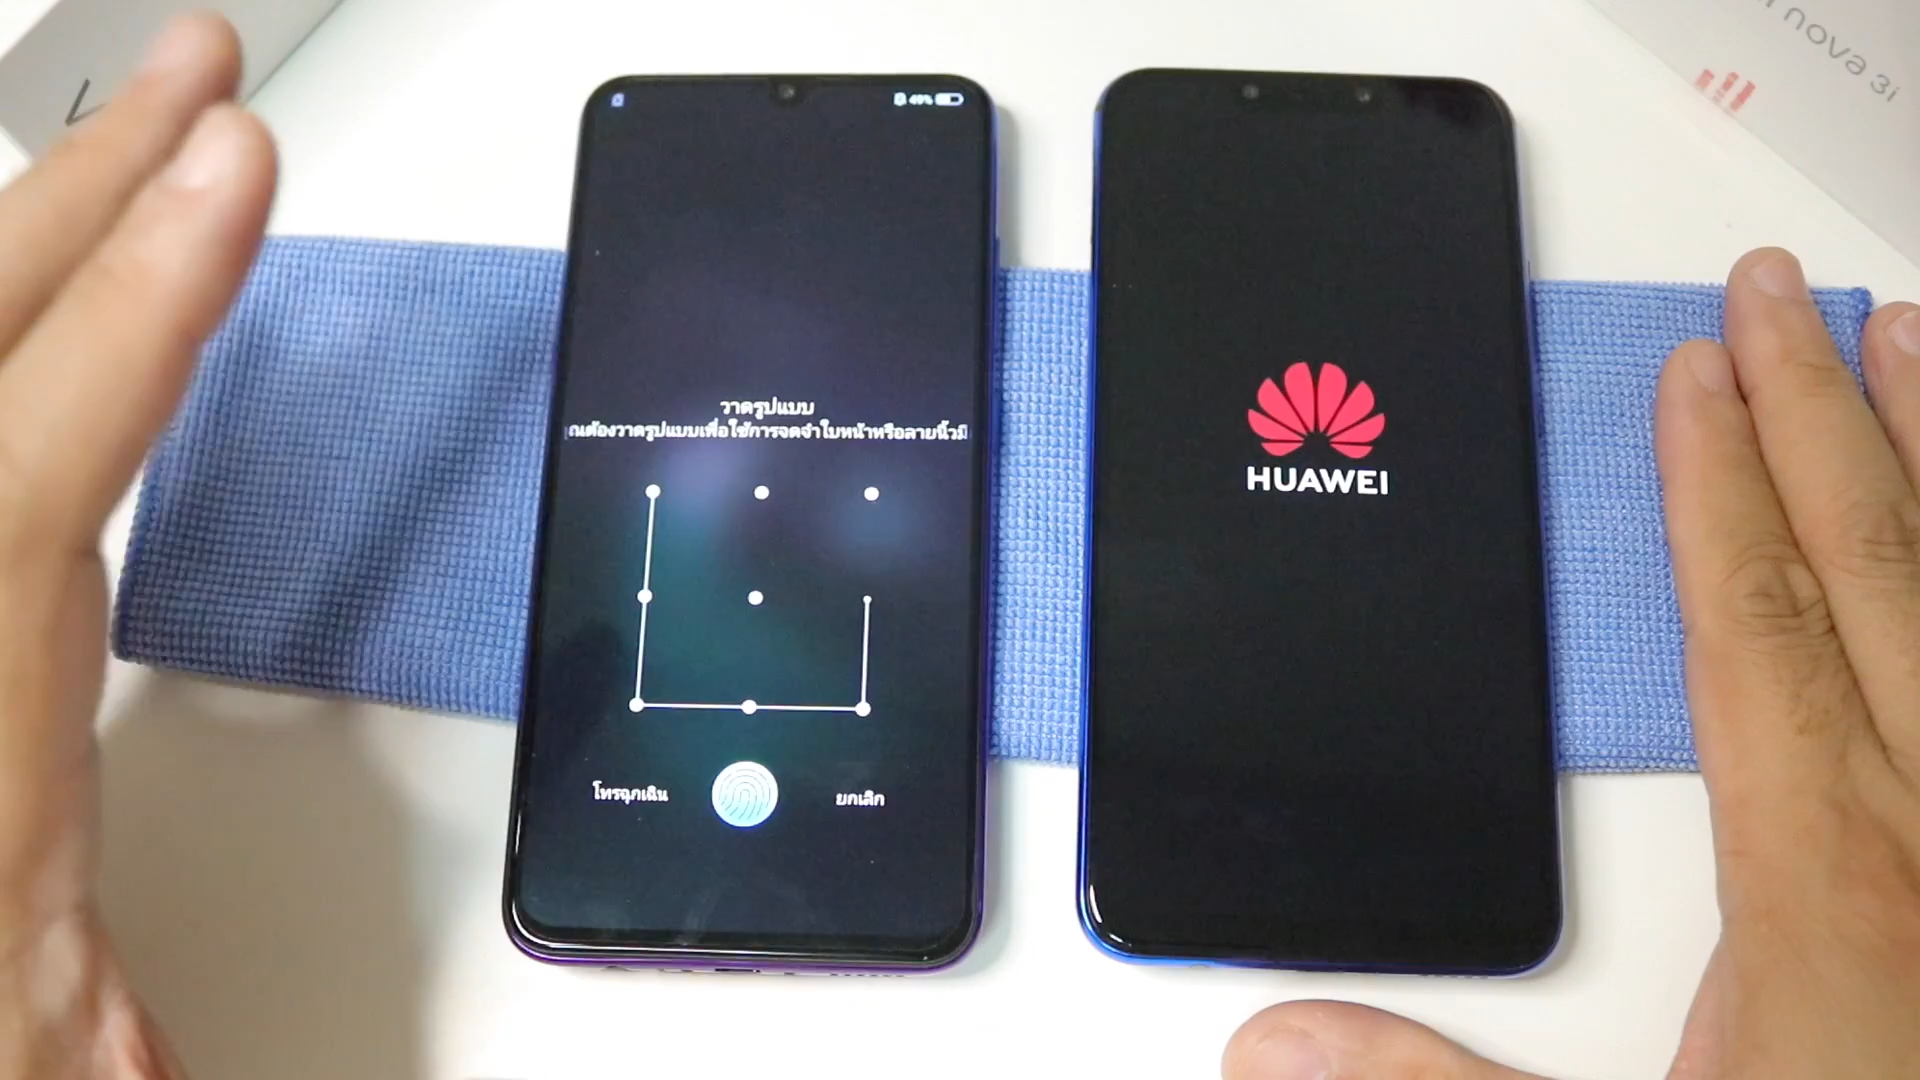 nova 3i
49%
วาดรูปแบบ
ณต้องวาดรูปแบบเพื่อใช้การจดจำใบหน้าหรือลายนิ้วมื
HUAWEI
โทรฉุกเฉิน
ยกเลิก